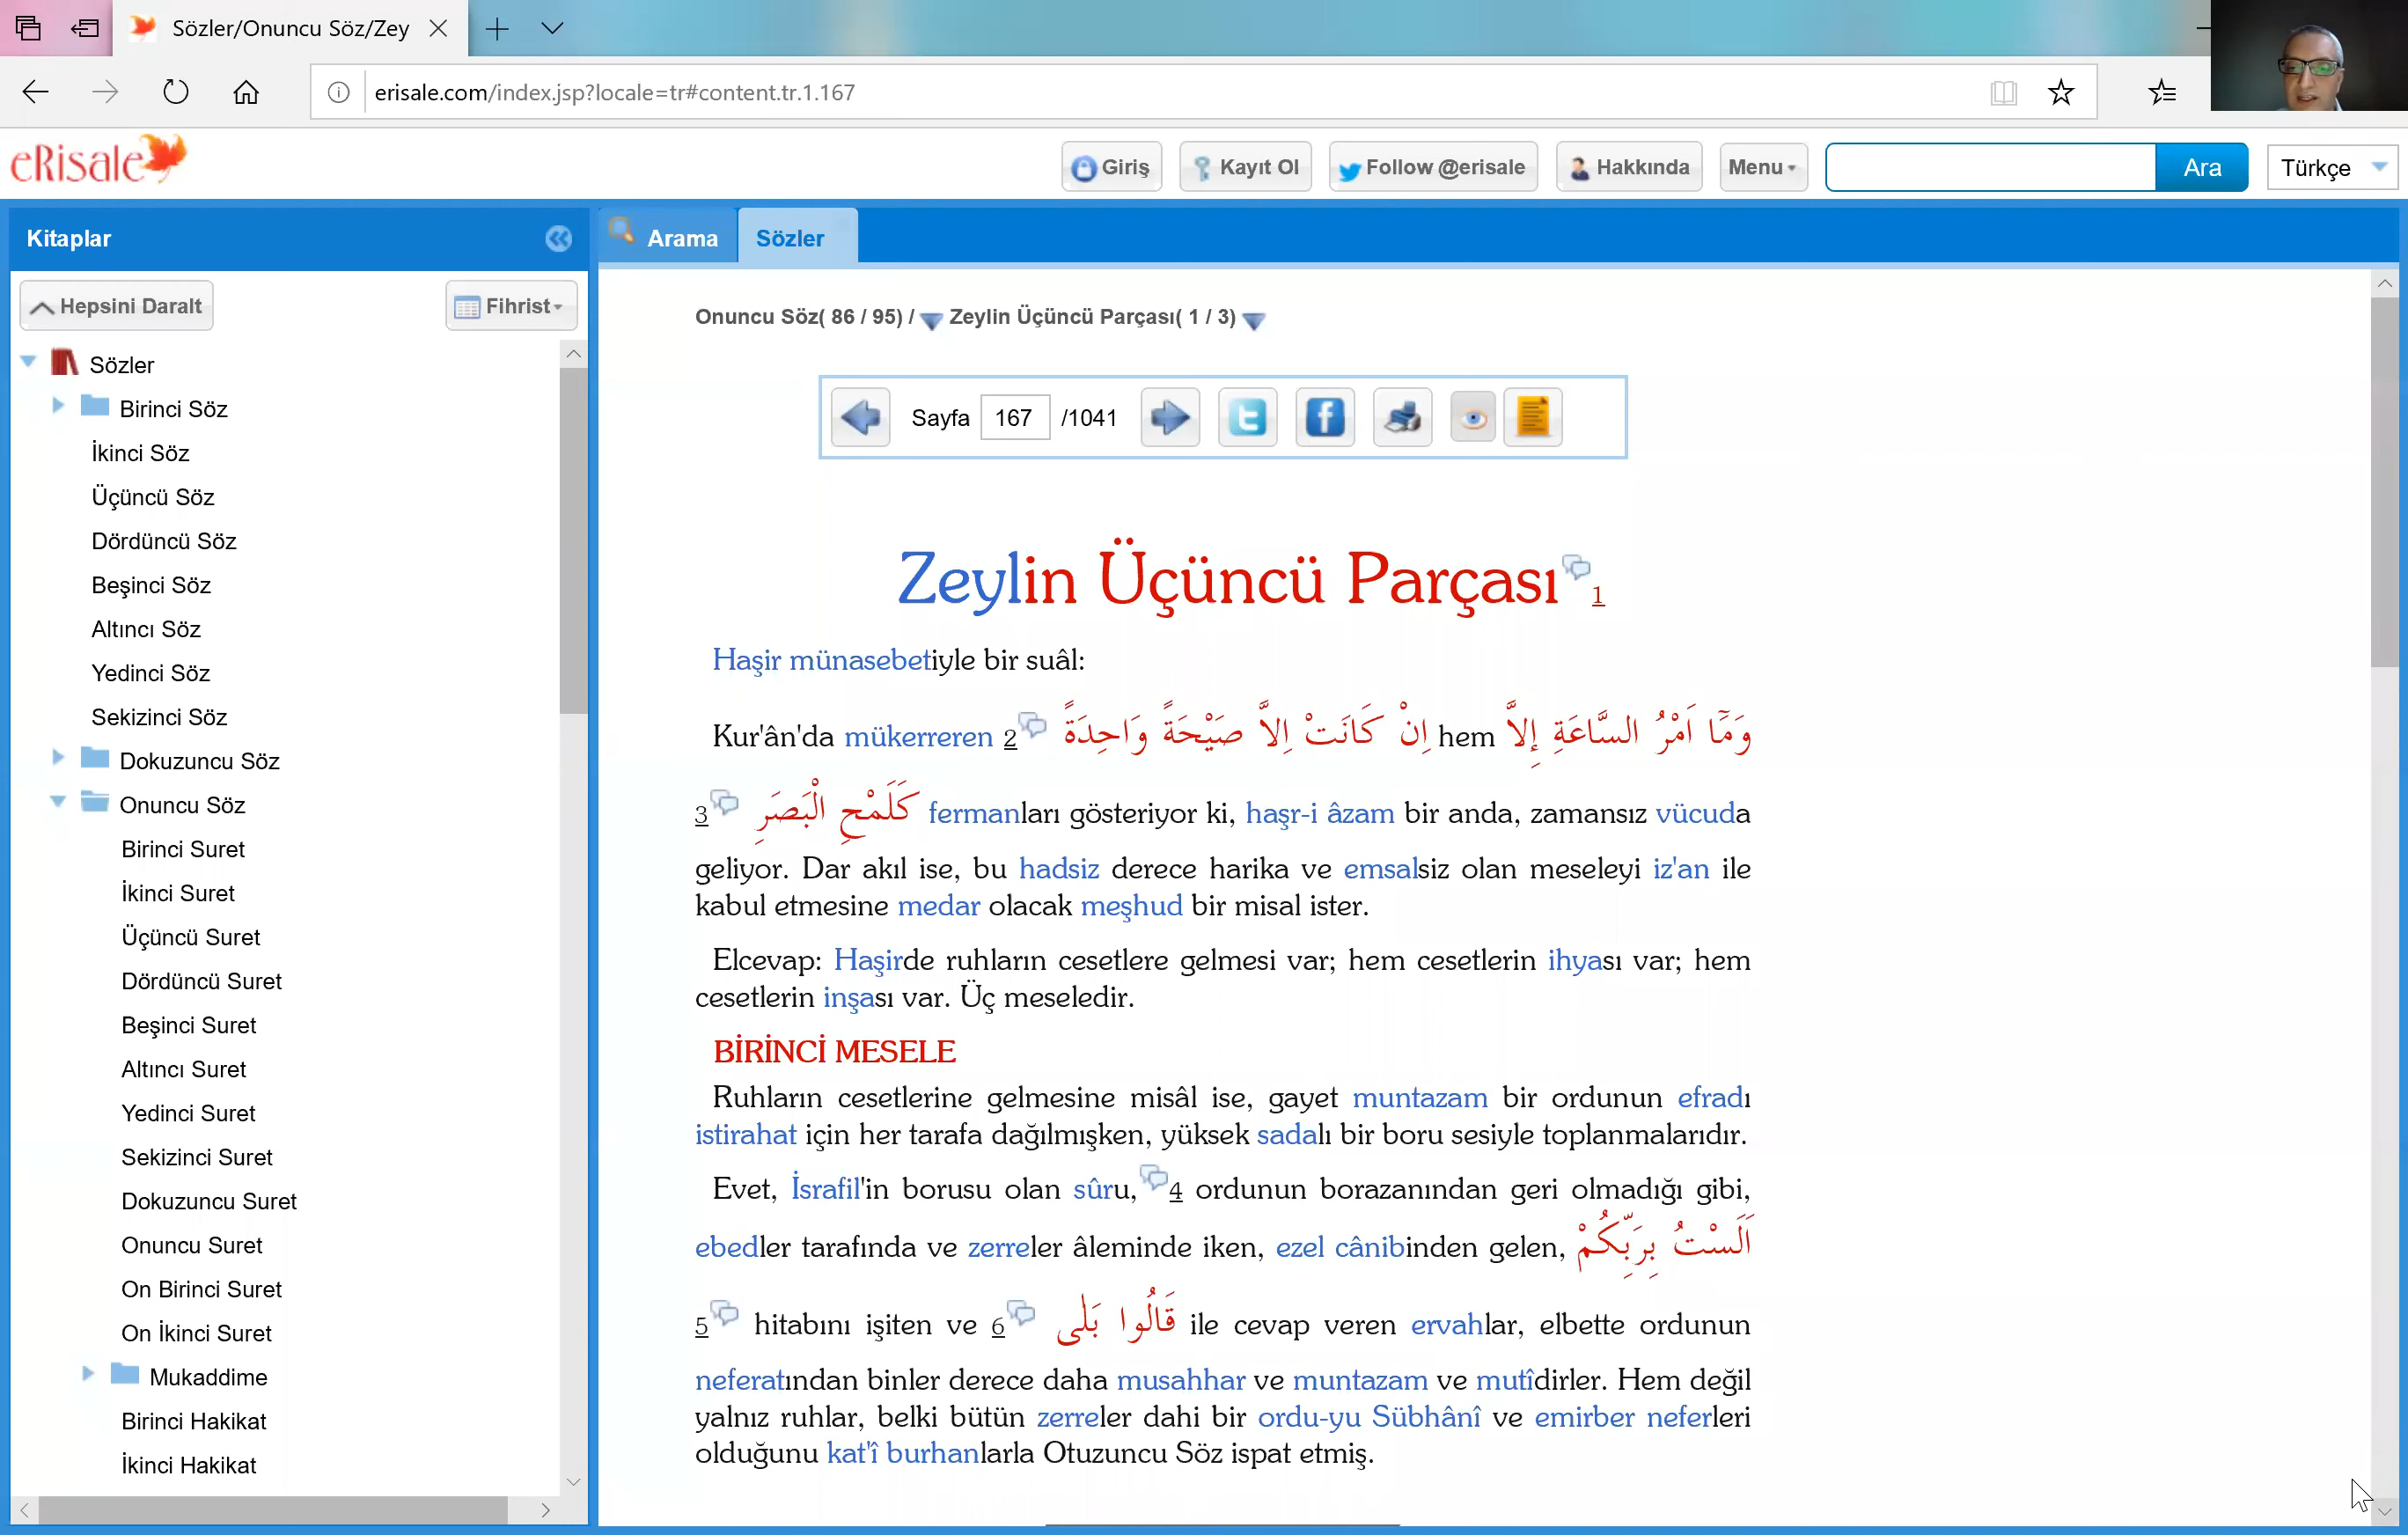 Sözler/Onuncu Söz/Zey
erisale.com/index.jsp?locale=tr#content.tr.1.167
eRisale
Giriş
Kayıt Ol
Follow @erisale
Hakkında
Menu
Ara
Türkçe
Kitaplar
Hepsini Daralt
Fihrist
Sözler
Birinci Söz
İkinci Söz
Üçüncü Söz
Dördüncü Söz
Beşinci Söz
Altıncı Söz
Yedinci Söz
Sekizinci Söz
Dokuzuncu Söz
Onuncu Söz
Birinci Suret
İkinci Suret
Üçüncü Suret
Dördüncü Suret
Beşinci Suret
Altıncı Suret
Yedinci Suret
Sekizinci Suret
Dokuzuncu Suret
Onuncu Suret
On Birinci Suret
On İkinci Suret
Mukaddime
Birinci Hakikat
İkinci Hakikat
Arama
Sözler
Onuncu Söz( 86 / 95) / Zeylin Üçüncü Parçası( 1 / 3)
Sayfa 167 /1041
Zeylin Üçüncü Parçası 1
Haşir münasebetiyle bir suâl:
Kur'ân'da mükerreren 2 اِنْ كَانَتْ اِلاَّ صَيْحَةً وَاحِدَةً hem وَمَٓا اَمْرُ السَّاعَةِ إِلاَّ
3 كَلَمْحِ الْبَصَرِ fermanları gösteriyor ki, haşr-i âzam bir anda, zamansız vücuda
geliyor. Dar akıl ise, bu hadsiz derece harika ve emsalsiz olan meseleyi iz'an ile
kabul etmesine medar olacak meşhud bir misal ister.
Elcevap: Haşirde ruhların cesetlere gelmesi var; hem cesetlerin ihyası var; hem
cesetlerin inşası var. Üç meseledir.
BİRİNCİ MESELE
Ruhların cesetlerine gelmesine misâl ise, gayet muntazam bir ordunun efradı
istirahat için her tarafa dağılmışken, yüksek sadalı bir boru sesiyle toplanmalarıdır.
Evet, İsrafil'in borusu olan sûru, 4 ordunun borazanından geri olmadığı gibi,
ebedler tarafında ve zerreler âleminde iken, ezel cânibinden gelen, اَلَسْتُ بِرَبِّكُمْ
5 hitabını işiten ve 6 قَالُوا بَلٰى ile cevap veren ervahlar, elbette ordunun
neferatından binler derece daha musahhar ve muntazam ve mutîdirler. Hem değil
yalnız ruhlar, belki bütün zerreler dahi bir ordu-yu Sübhânî ve emirber neferleri
olduğunu kat'î burhanlarla Otuzuncu Söz ispat etmiş.